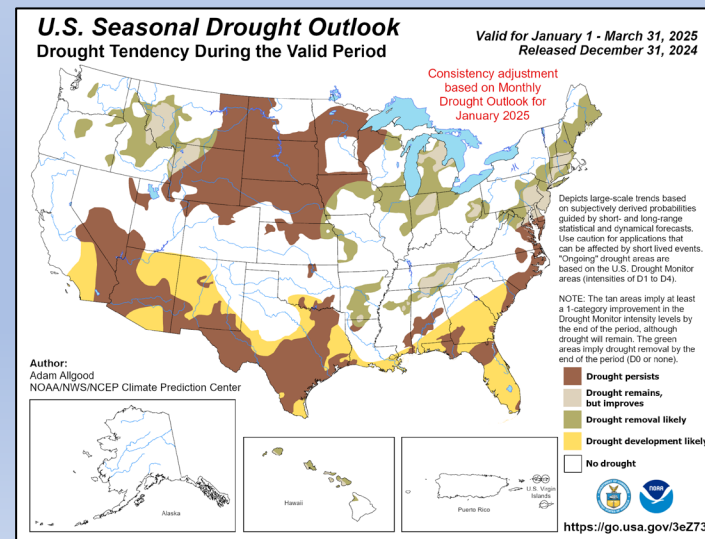 U.S. Seasonal Drought Outlook
Drought Tendency During the Valid Period
Valid for January 1 - March 31, 2025
Released December 31, 2024
Consistency adjustment
based on Monthly
Drought Outlook for
January 2025
Depicts large-scale trends based
on subjectively derived probabilities
guided by short- and long-range
statistical and dynamical forecasts.
Use caution for applications that
can be affected by short lived events.
"Ongoing" drought areas are
based on the U.S. Drought Monitor
areas (intensities of D1 to D4).
NOTE: The tan areas imply at least
a 1-category improvement in the
Drought Monitor intensity levels by
the end of the period, although
drought will remain. The green
areas imply drought removal by the
end of the period (D0 or none).
Author:
Adam Allgood
NOAA/NWS/NCEP Climate Prediction Center
Drought persists
Drought remains,
but improves
Drought removal likely
Drought development likely
No drought
Alaska
Hawaii
Puerto Rico
U.S. Virgin
Islands
NOAA
https://go.usa.gov/3eZ73